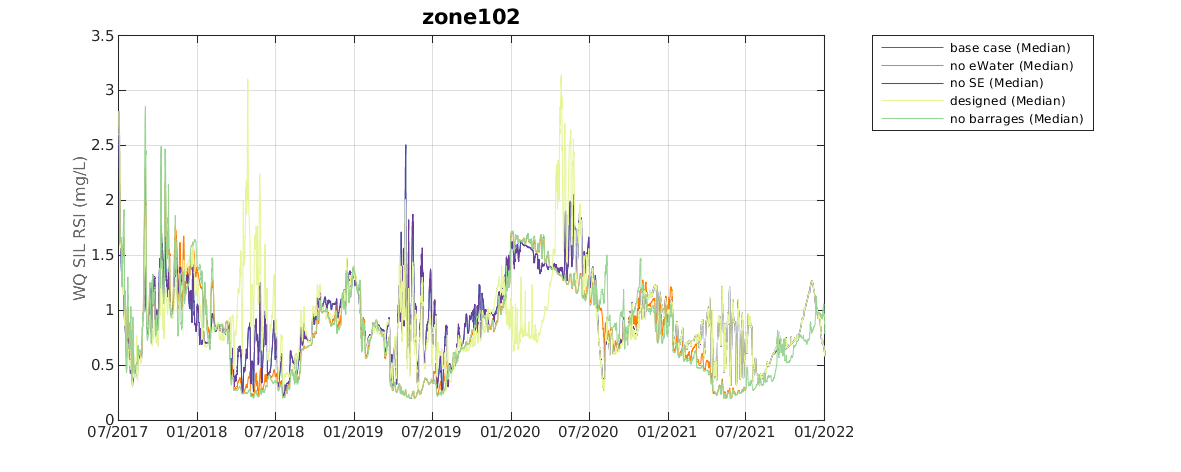 zone102
3.5
3
2.5
2
1.5
1
0.5
0
WQ SIL RSI (mg/L)
07/2017 01/2018 07/2018 01/2019 07/2019 01/2020 07/2020 01/2021 07/2021 01/2022
base case (Median)
no eWater (Median)
no SE (Median)
designed (Median)
no barrages (Median)